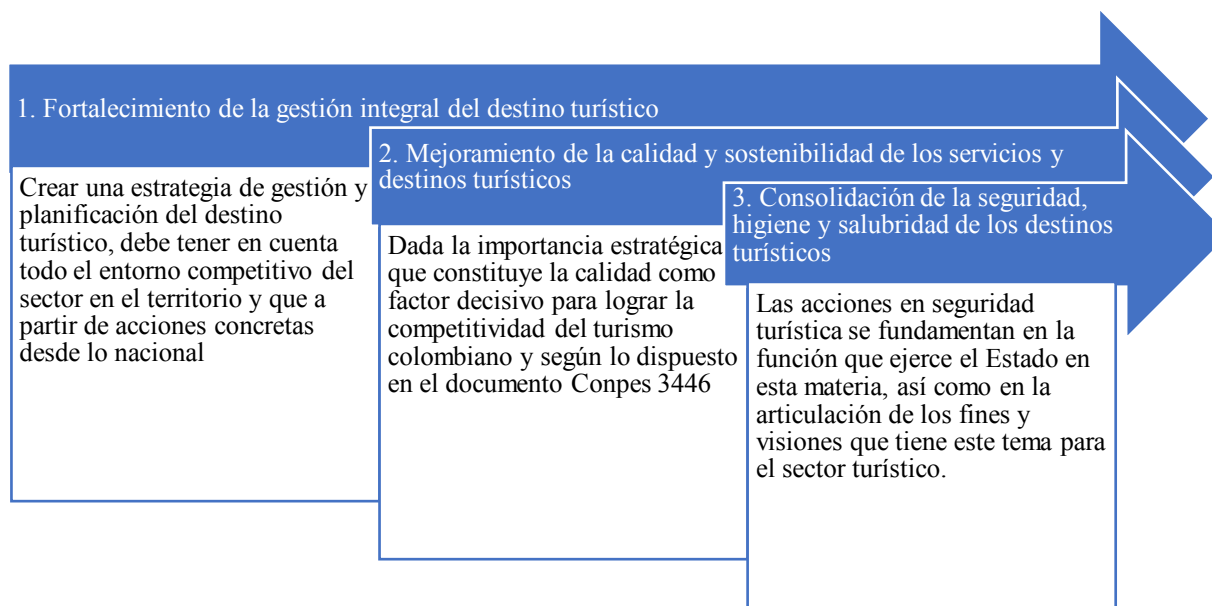 1. Fortalecimiento de la gestión integral del destino turístico
Crear una estrategia de gestión y
planificación del destino
turístico, debe tener en cuenta
todo el entorno competitivo del
sector en el territorio y que a
partir de acciones concretas
desde lo nacional
2. Mejoramiento de la calidad y sostenibilidad de los servicios y
destinos turísticos
Dada la importancia estratégica
que constituye la calidad como
factor decisivo para lograr la
competitividad del turismo
colombiano y según lo dispuesto
en el documento Conpes 3446
3. Consolidación de la seguridad,
higiene y salubridad de los destinos
turísticos
Las acciones en seguridad
turística se fundamentan en la
función que ejerce el Estado en
esta materia, así como en la
articulación de los fines y
visiones que tiene este tema para
el sector turístico.